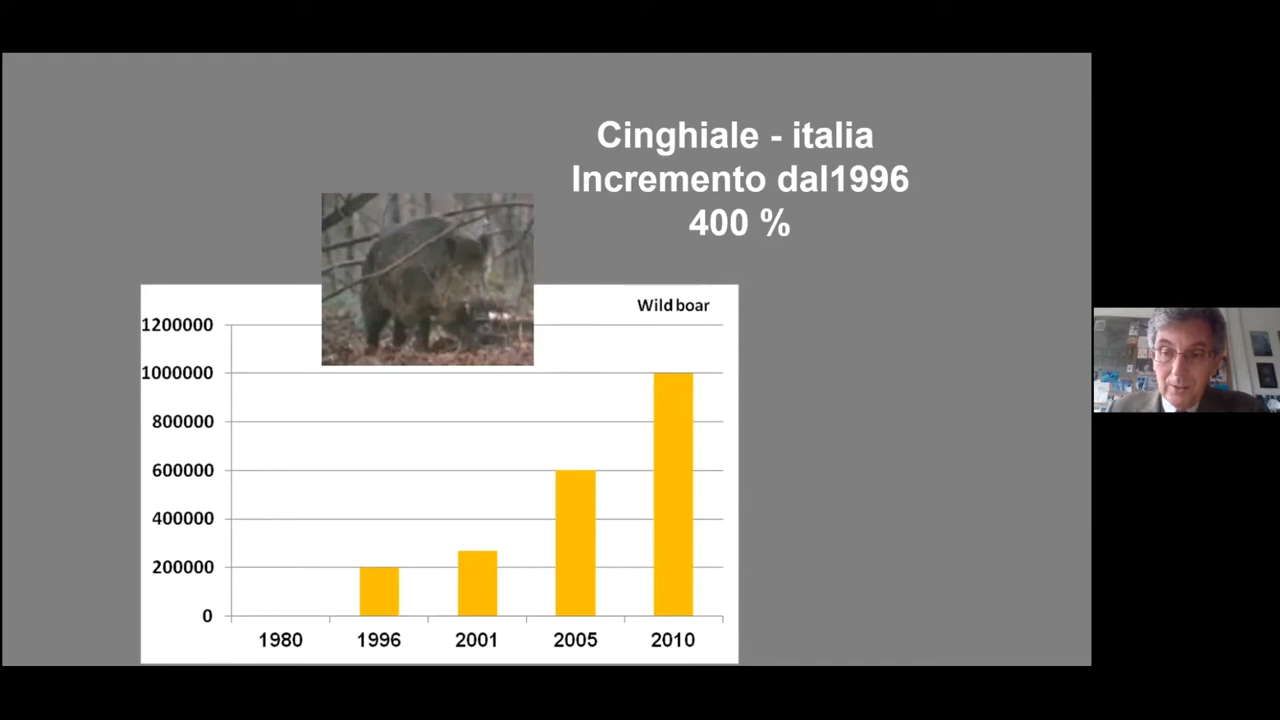 Cinghiale - italia
Incremento dal1996
400 %
Wild boar
1200000
1000000
800000
600000
400000
200000
0
1980 1996 2001 2005 2010